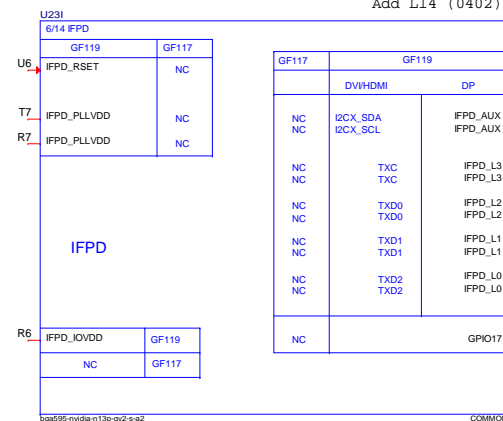 Add L14 (0402)
U23I
6/14 IFPD
GF119 GF117
U6 IFPD_RSET NC
T7 IFPD_PLLVDD NC
R7 IFPD_PLLVDD NC
GF117 GF119
DVI/HDMI DP
NC I2CX_SDA IFPD_AUX
NC I2CX_SCL IFPD_AUX
NC TXC IFPD_L3
NC TXC IFPD_L3
NC TXD0 IFPD_L2
NC TXD0 IFPD_L2
NC TXD1 IFPD_L1
NC TXD1 IFPD_L1
NC TXD2 IFPD_L0
NC TXD2 IFPD_L0
IFPD
R6 IFPD_IOVDD GF119
NC GF117
NC GPIO17
bga595-nvidia-n13p-gv2-s-a2
COMMON